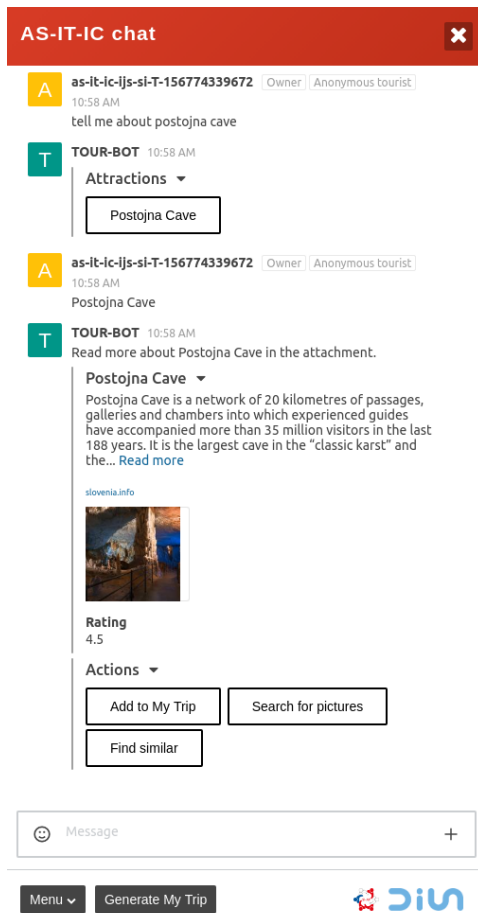 AS-IT-IC chat
A as-it-ic-ijs-si-T-156774339672 Owner Anonymous tourist
10:58 AM
tell me about postojna cave
T TOUR-BOT 10:58 AM
Attractions
Postojna Cave
A as-it-ic-ijs-si-T-156774339672 Owner Anonymous tourist
10:58 AM
Postojna Cave
T TOUR-BOT 10:58 AM
Read more about Postojna Cave in the attachment.
Postojna Cave
Postojna Cave is a network of 20 kilometres of passages,
galleries and chambers into which experienced guides
have accompanied more than 35 million visitors in the last
188 years. It is the largest cave in the “classic karst” and
the... Read more
slovenia.info
Rating
4.5
Actions
Add to My Trip Search for pictures
Find similar
Message
Menu Generate My Trip